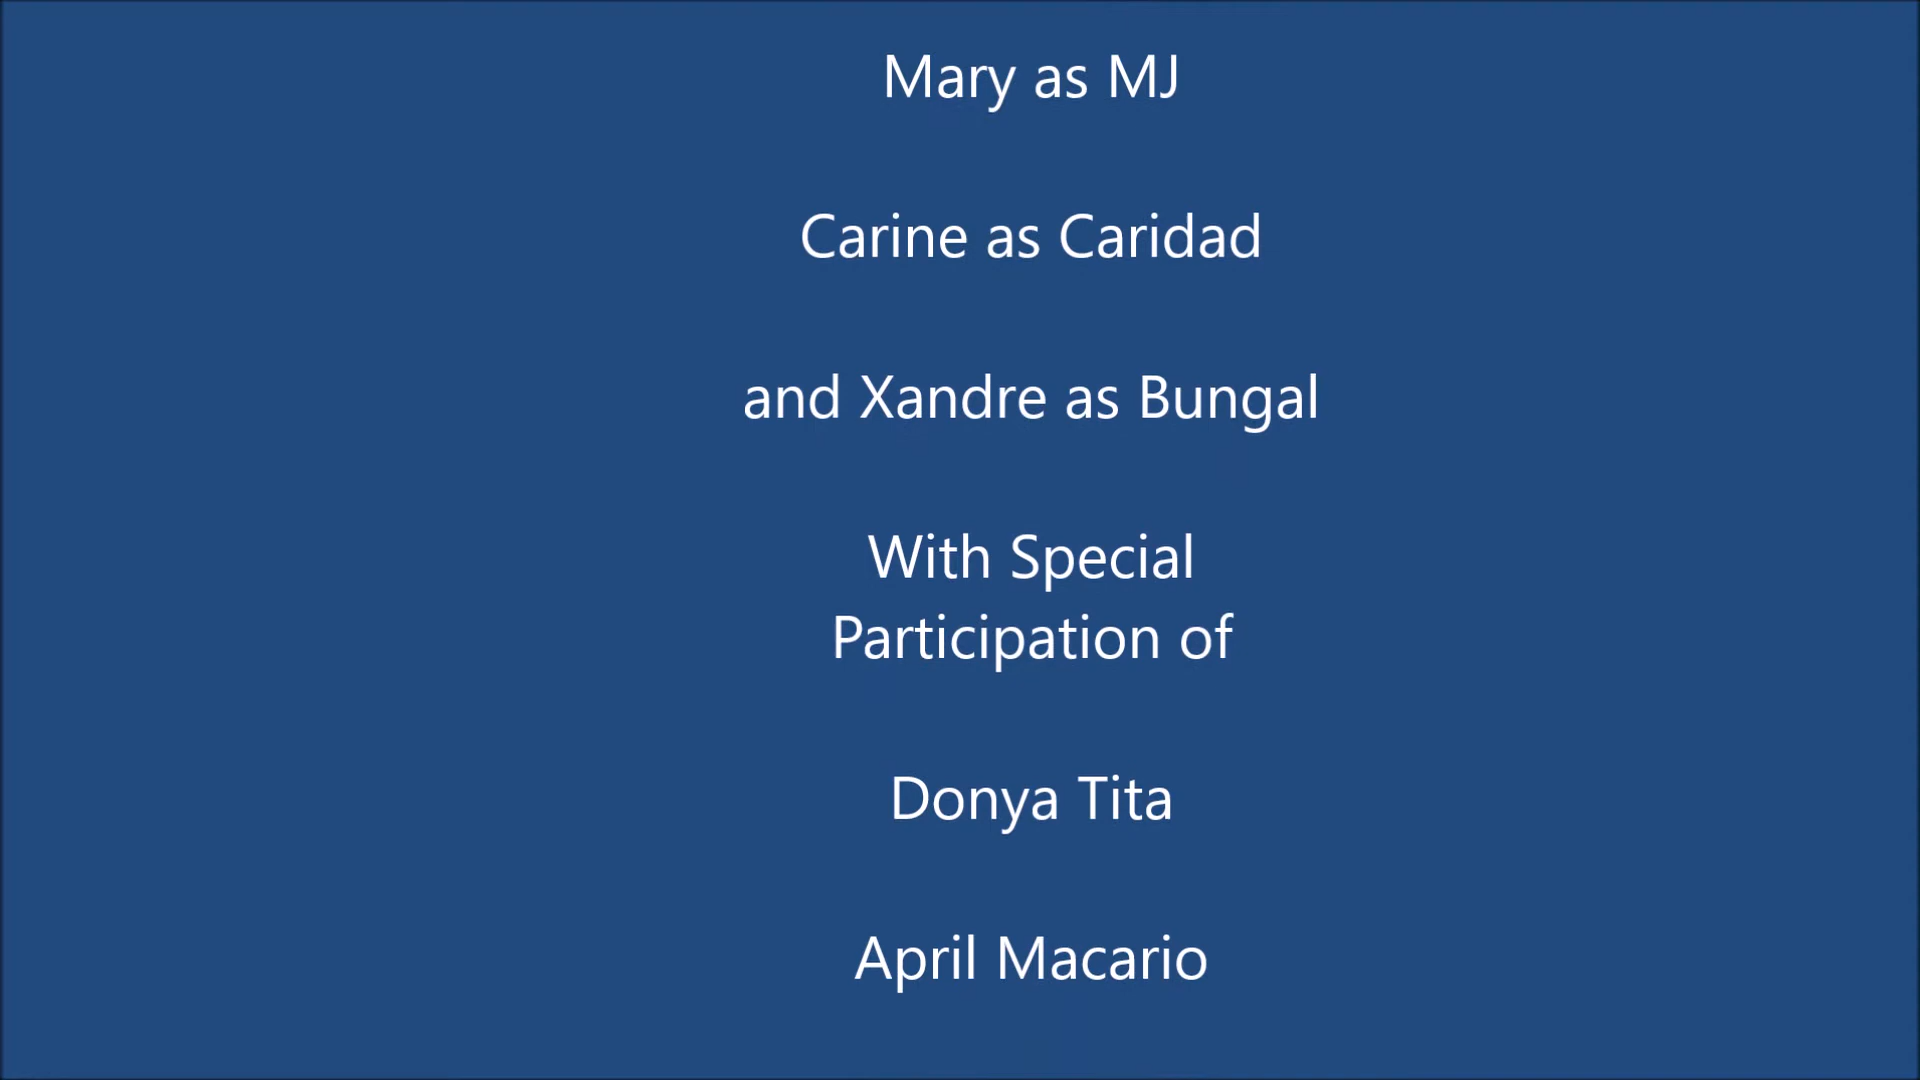 Mary as MJ
Carine as Caridad
and Xandre as Bungal
With Special
Participation of
Donya Tita
April Macario